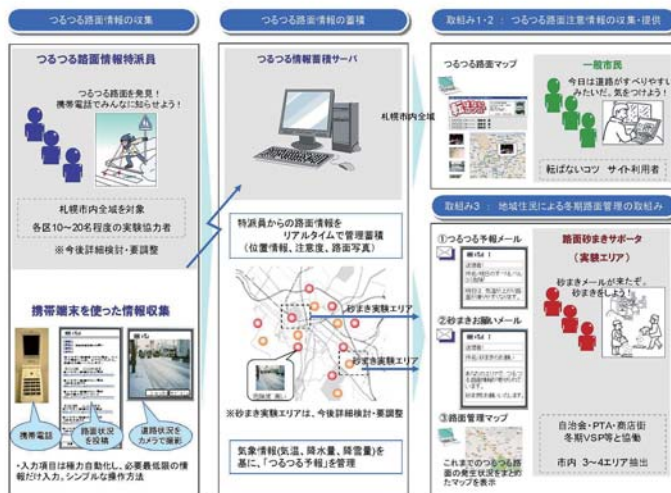 つるつる路面情報の収集
つるつる路面情報特派員
つるつる路面を発見！
携帯電話でみんなに知らせよう！
札幌市内全域を対象
各区10～20名程度の実験協力者
※今後詳細検討・要調整
携帯端末を使った情報収集
携帯電話
路面状況
を投稿
道路状況を
カメラで撮影
・入力項目は極力自動化し、必要最低限の情
報だけ入力。シンプルな操作方法
つるつる路面情報の蓄積
つるつる情報蓄積サーバ
札幌市内全域
特派員からの路面情報を
リアルタイムで管理蓄積
（位置情報、注意度、路面写真）
砂まき実験エリア
砂まき実験エリア
※砂まき実験エリアは、今後詳細検討・要調整
気象情報(気温、降水量、降雪量)を
基に、「つるつる予報」を管理
取組み1・2 ： つるつる路面注意情報の収集・提供
つるつる路面マップ
一般市民
今日は道路がすべりやすい
みたいだ。気をつけよう！
転ばないコツ　サイト利用者
取組み3 ： 地域住民による冬期路面管理の取組み
①つるつる予報メール
路面砂まきサポータ
（実験エリア）
砂まきメールが来たぞ。
砂まきをしよう！
②砂まきお願いメール
③路面管理マップ
これまでのつるつる路面
の発生状況をまとめ
たマップを表示
自治会・PTA・商店街
冬期VSP等と協働
市内 3～4エリア抽出